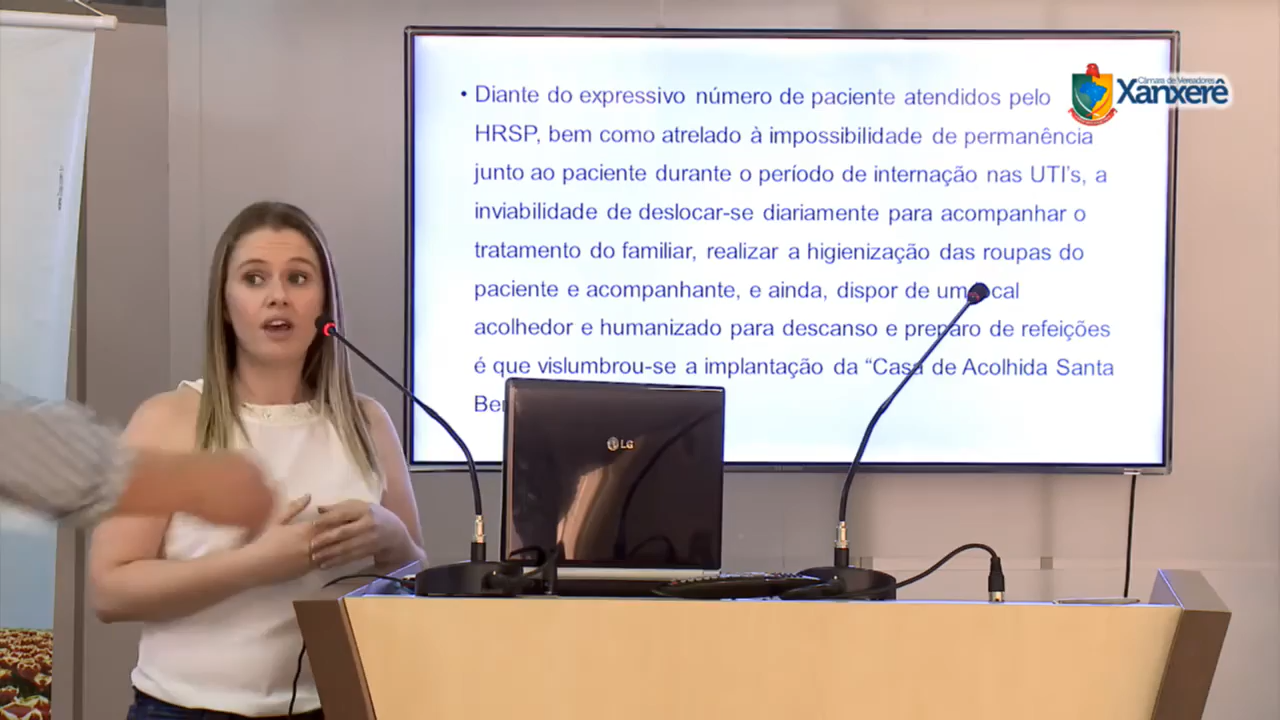 • Diante do expressivo número de paciente atendidos pelo
HRSP, bem como atrelado à impossibilidade de permanência
junto ao paciente durante o período de internação nas UTI's, a
inviabilidade de deslocar-se diariamente para acompanhar o
tratamento do familiar, realizar a higienização das roupas do
paciente e acompanhante, e ainda, dispor de um local
acolhedor e humanizado para descanso e preparo de refeições
é que vislumbrou-se a implantação da “Casa de Acolhida Santa
Câmara de Vereadores
Xanxerê
LG